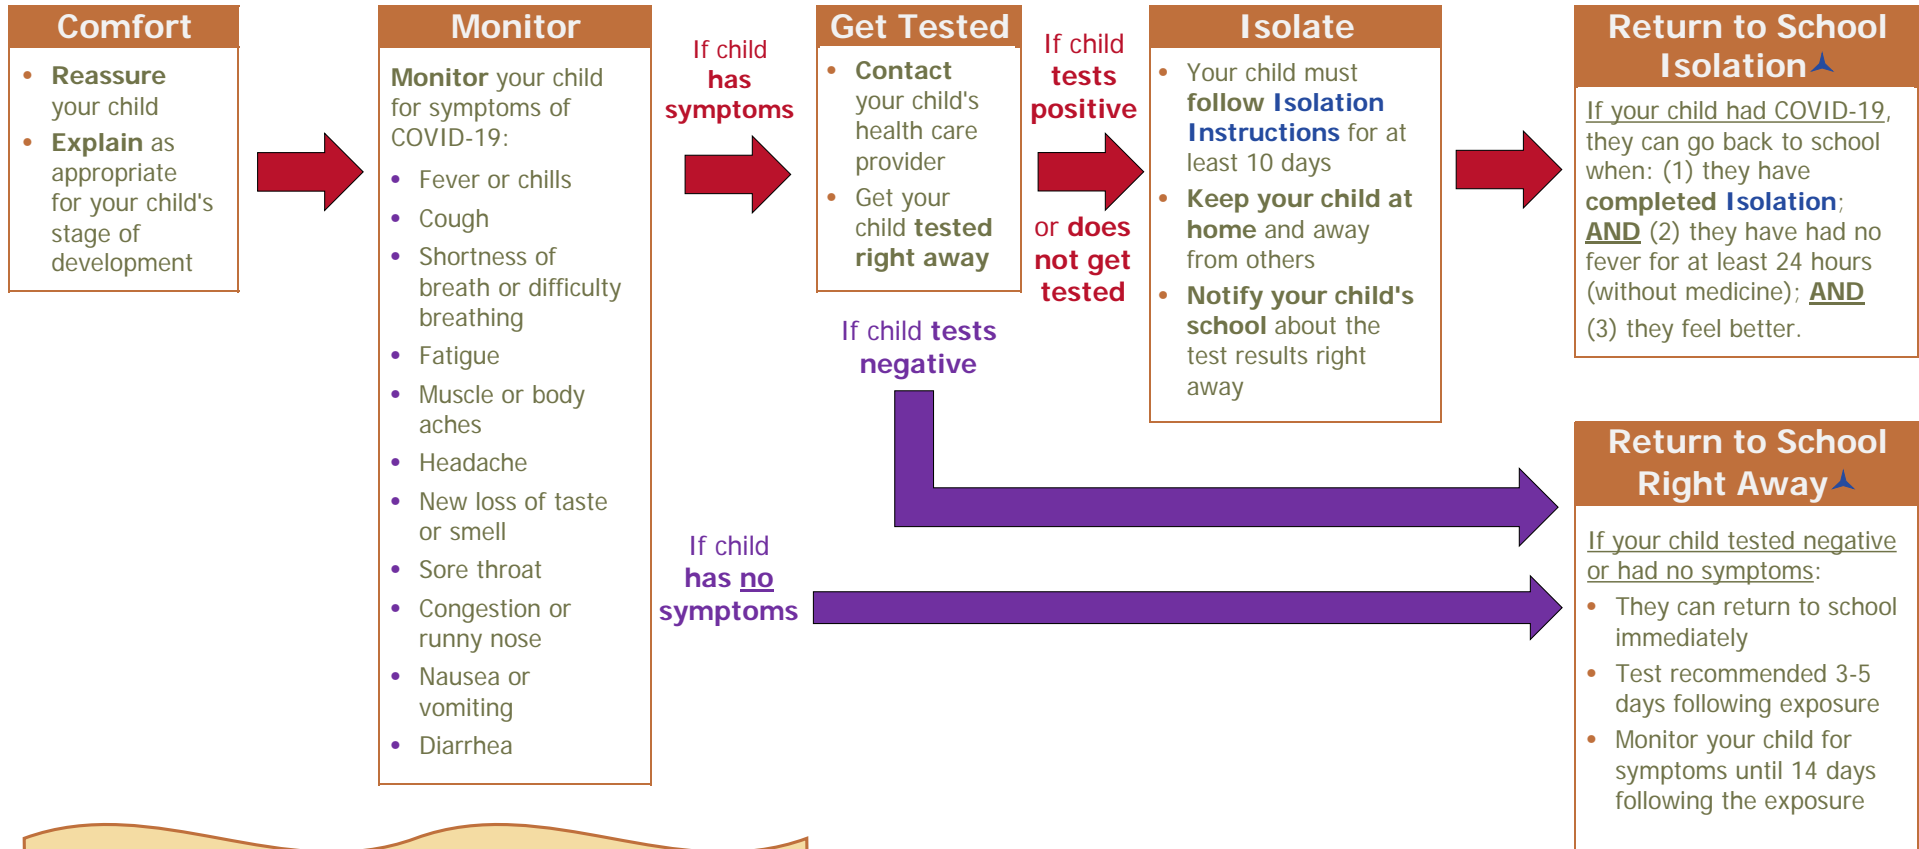 Comfort
• Reassure
your child
• Explain as
appropriate
for your child's
stage of
development
Monitor
Monitor your child
for symptoms of
COVID-19:
• Fever or chills
• Cough
• Shortness of
breath or difficulty
breathing
• Fatigue
• Muscle or body
aches
• Headache
• New loss of taste
or smell
• Sore throat
• Congestion or
runny nose
• Nausea or
vomiting
• Diarrhea
If child
has
symptoms
If child
has no
symptoms
Get Tested
• Contact
your child's
health care
provider
• Get your
child tested
right away
If child tests
negative
If child
tests
positive
or does
not get
tested
Isolate
• Your child must
follow Isolation
Instructions for at
least 10 days
• Keep your child at
home and away
from others
• Notify your child's
school about the
test results right
away
Return to School
Isolation
If your child had COVID-19,
they can go back to school
when: (1) they have
completed Isolation;
AND (2) they have had no
fever for at least 24 hours
(without medicine); AND
(3) they feel better.
Return to School
Right Away
If your child tested negative
or had no symptoms:
• They can return to school
immediately
• Test recommended 3-5
days following exposure
• Monitor your child for
symptoms until 14 days
following the exposure